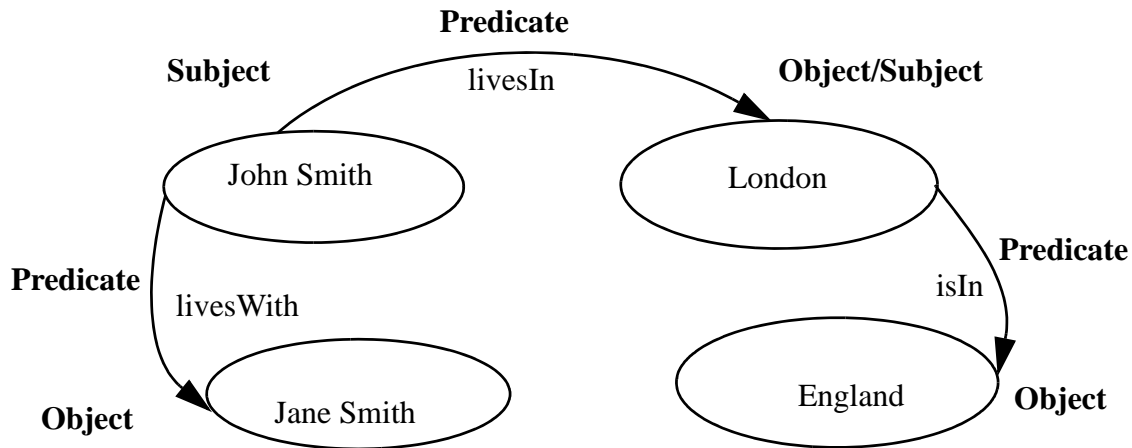 Predicate
Subject
livesIn
Object/Subject
John Smith
London
Predicate
livesWith
Predicate
isIn
Object
Jane Smith
England
Object